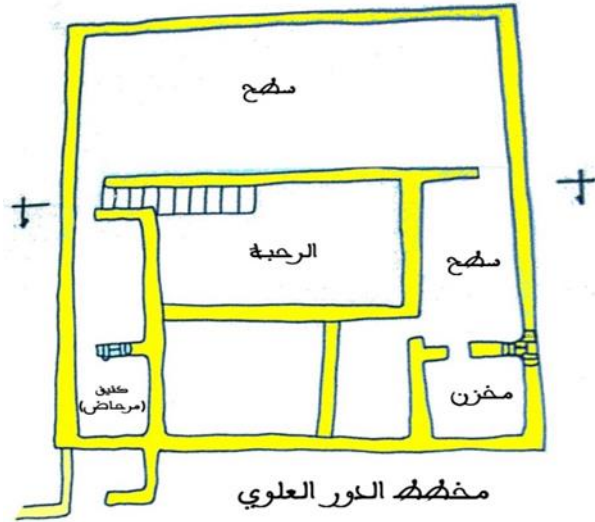 سطح
الرحبة
سطح
كنيف
(مرحاض)
مخزن
مخطط الدور العلوي